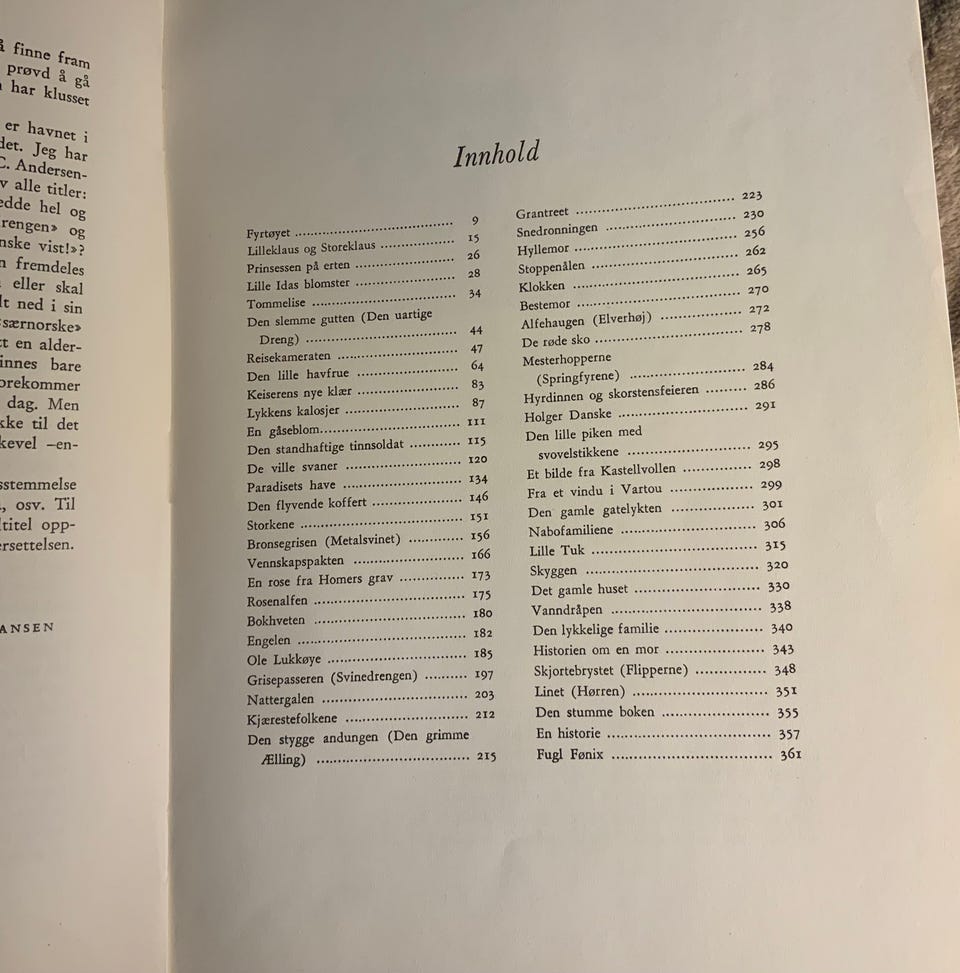 å finne fram
prøvd å gå
har klusset
er havnet i
det. Jeg har
C. Andersen-
v alle titler:
edde hel og
rengen» og
nske vist!»?
n fremdeles
eller skal
lt ned i sin
«særnorske»
tt en alder-
innes bare
orekommer
dag. Men
kke til det
kevel —en-
sstemmelse
, osv. Til
titel opp-
ersettelsen.
ANSEN
Innhold
Fyrtøyet 9
Lilleklaus og Storeklaus 15
Prinsessen på erten 26
Lille Idas blomster 28
Tommelise 34
Den slemme gutten (Den uartige
Dreng) 44
Reisekameraten 47
Den lille havfrue 64
Keiserens nye klær 83
Lykkens kalosjer 87
En gåseblom 111
Den standhaftige tinnsoldat 115
De ville svaner 120
Paradisets have 134
Den flyvende koffert 146
Storkene 151
Bronsegrisen (Metalsvinet) 156
Vennskapspakten 166
En rose fra Homers grav 173
Rosenalfen 175
Bokhveten 180
Engelen 182
Ole Lukkøye 185
Grisepasseren (Svinedrengen) 197
Nattergalen 203
Kjærestefolkene 212
Den stygge andungen (Den grimme
Ælling) 215
Grantreet 223
Snedronningen 230
Hyllemor 256
Stoppenålen 262
Klokken 265
Bestemor 270
Alfehaugen (Elverhøj) 272
De røde sko 278
Mesterhopperne
(Springfyrene) 284
Hyrdinnen og skorstensfeieren 286
Holger Danske 291
Den lille piken med
svovelstikkene 295
Et bilde fra Kastellvollen 298
Fra et vindu i Vartou 299
Den gamle gatelykten 301
Nabofamiliene 306
Lille Tuk 315
Skyggen 320
Det gamle huset 330
Vanndråpen 338
Den lykkelige familie 340
Historien om en mor 343
Skjortebrystet (Flipperne) 348
Linet (Hørren) 351
Den stumme boken 355
En historie 357
Fugl Fønix 361